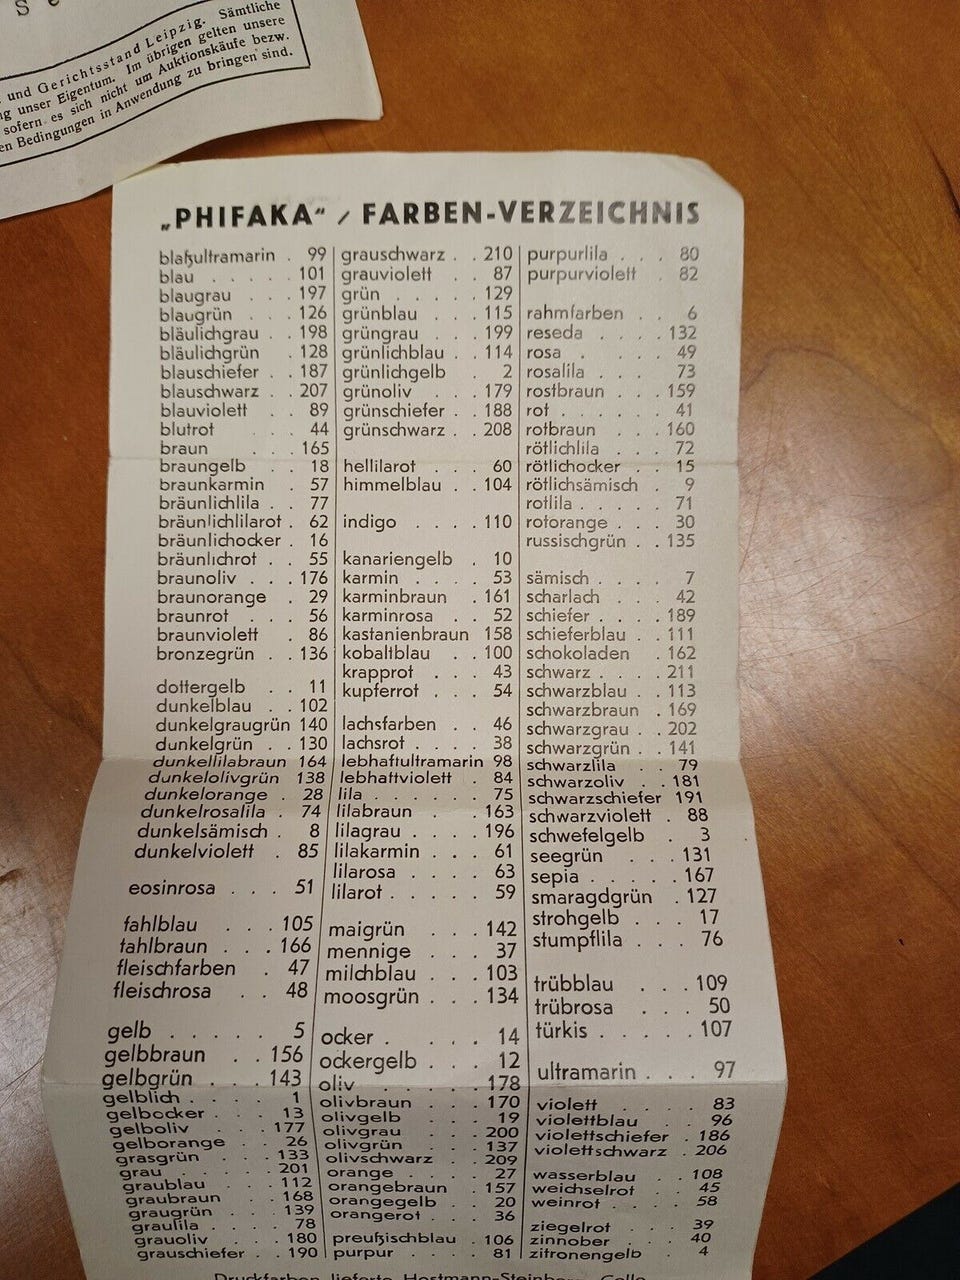 S e
und Gerichtsstand Leipzig. Sämtliche
unser Eigentum. Im übrigen gelten unsere
sofern es sich nicht um Auktionskäufe bezw.
en Bedingungen in Anwendung zu bringen sind.
„PHIFAKA“ / FARBEN-VERZEICHNIS
blaßultramarin . 99
blau . . . . . 101
blaugrau . . . 197
blaugrün . . . 126
bläulichgrau . . 198
bläulichgrün . 128
blauschiefer . . 187
blauschwarz . . 207
blauviolett . . 89
blutrot . . . 44
braun . . . 165
braungelb . . 18
braunkarmin . 57
bräunlichlila . . 77
bräunlichlilarot . 62
bräunlichocker . 16
bräunlichrot . . 55
braunoliv . . . 176
braunorange . . 29
braunrot . . . 56
braunviolett . . 86
bronzegrün . . 136
dottergelb . . 11
dunkelblau . . 102
dunkelgraugrün 140
dunkelgrün . . 130
dunkellilabraun 164
dunkelolivgrün 138
dunkelorange . 28
dunkelrosalila . 74
dunkelsämisch . 8
dunkelviolett . . 85
eosinrosa . . . 51
fahlblau . . . 105
fahlbraun . . . 166
fleischfarben . 47
fleischrosa . . 48
gelb . . . . . 5
gelbbraun . . 156
gelbgrün . . . 143
gelblich . . . . 1
gelbocker . . . 13
gelboliv . . . 177
gelborange . . 26
grasgrün . . . 133
grau . . . . . 201
graublau . . . 112
graubraun . . . 168
graugrün . . . 139
graulila . . . . 78
grauoliv . . . 180
grauschiefer . . 190
grauschwarz . . 210
grauviolett . . 87
grün . . . . . 129
grünblau . . . 115
grüngrau . . . 199
grünlichblau . . 114
grünlichgelb . 2
grünoliv . . . 179
grünschiefer . . 188
grünschwarz . . 208
hellilarot . . . 60
himmelblau . . 104
indigo . . . . 110
kanariengelb . 10
karmin . . . . 53
karminbraun . . 161
karminrosa . . 52
kastanienbraun 158
kobaltblau . . 100
krapprot . . . 43
kupferrot . . . 54
lachsfarben . . 46
lachsrot . . . . 38
lebhaftultramarin 98
lebhaftviolett . . 84
lila . . . . . . 75
lilabraun . . . 163
lilagrau . . . . 196
lilakarmin . . . 61
lilarosa . . . . 63
lilarot . . . . . 59
maigrün . . . 142
mennige . . . 37
milchblau . . . 103
moosgrün . . . 134
ocker . . . . 14
ockergelb . . . 12
oliv . . . . . 178
olivbraun . . . 170
olivgelb . . . . 19
olivgrau . . . 200
olivgrün . . . 137
olivschwarz . . 209
orange . . . . 27
orangebraun . . 157
orangegelb . . 20
orangerot . . . 36
preußischblau . 106
purpur . . . . 81
purpurlila . . . 80
purpurviolett . . 82
rahmfarben . . 6
reseda . . . . 132
rosa . . . . . 49
rosalila . . . . 73
rostbraun . . . 159
rot . . . . . . 41
rotbraun . . . 160
rötlichlila . . . 72
rötlichocker . . 15
rötlichsämisch . 9
rotlila . . . . . 71
rotorange . . . 30
russischgrün . . 135
sämisch . . . . 7
scharlach . . . 42
schiefer . . . . 189
schieferblau . . 111
schokoladen . 162
schwarz . . . 211
schwarzblau . . 113
schwarzbraun . 169
schwarzgrau . . 202
schwarzgrün . . 141
schwarzlila . . 79
schwarzoliv . . 181
schwarzschiefer 191
schwarzviolett . 88
schwefelgelb . 3
seegrün . . . 131
sepia . . . . . 167
smaragdgrün . 127
strohgelb . . . 17
stumpflila . . . 76
trübblau . . . 109
trübrosa . . . 50
türkis . . . . . 107
ultramarin . . . 97
violett . . . . 83
violettblau . . . 96
violettschiefer . 186
violettschwarz . 206
wasserblau . . 108
weichselrot . . 45
weinrot . . . . 58
ziegelrot . . . 39
zinnober . . . 40
zitronengelb . . 4
Druckfarben lieferte Hostmann-Steinberg, Celle